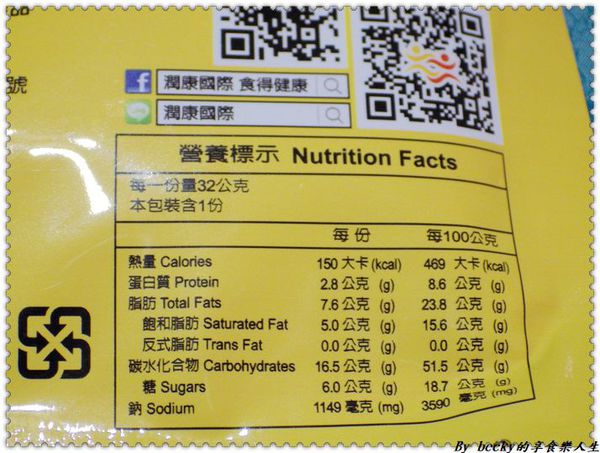 品
號
潤康國際 食得健康
潤康國際
營養標示 Nutrition Facts
每一份量32公克
本包裝含1份
每 份 每100公克
熱量 Calories 150 大卡(kcal) 469 大卡(kcal)
蛋白質 Protein 2.8 公克 (g) 8.6 公克 (g)
脂肪 Total Fats 7.6 公克 (g) 23.8 公克 (g)
飽和脂肪 Saturated Fat 5.0 公克 (g) 15.6 公克 (g)
反式脂肪 Trans Fat 0.0 公克 (g) 0.0 公克 (g)
碳水化合物 Carbohydrates 16.5 公克 (g) 51.5 公克 (g)
糖 Sugars 6.0 公克 (g) 18.7 公克 (g)
鈉 Sodium 1149 毫克 (mg) 3590 毫克 (mg)
By becky的享食樂人生